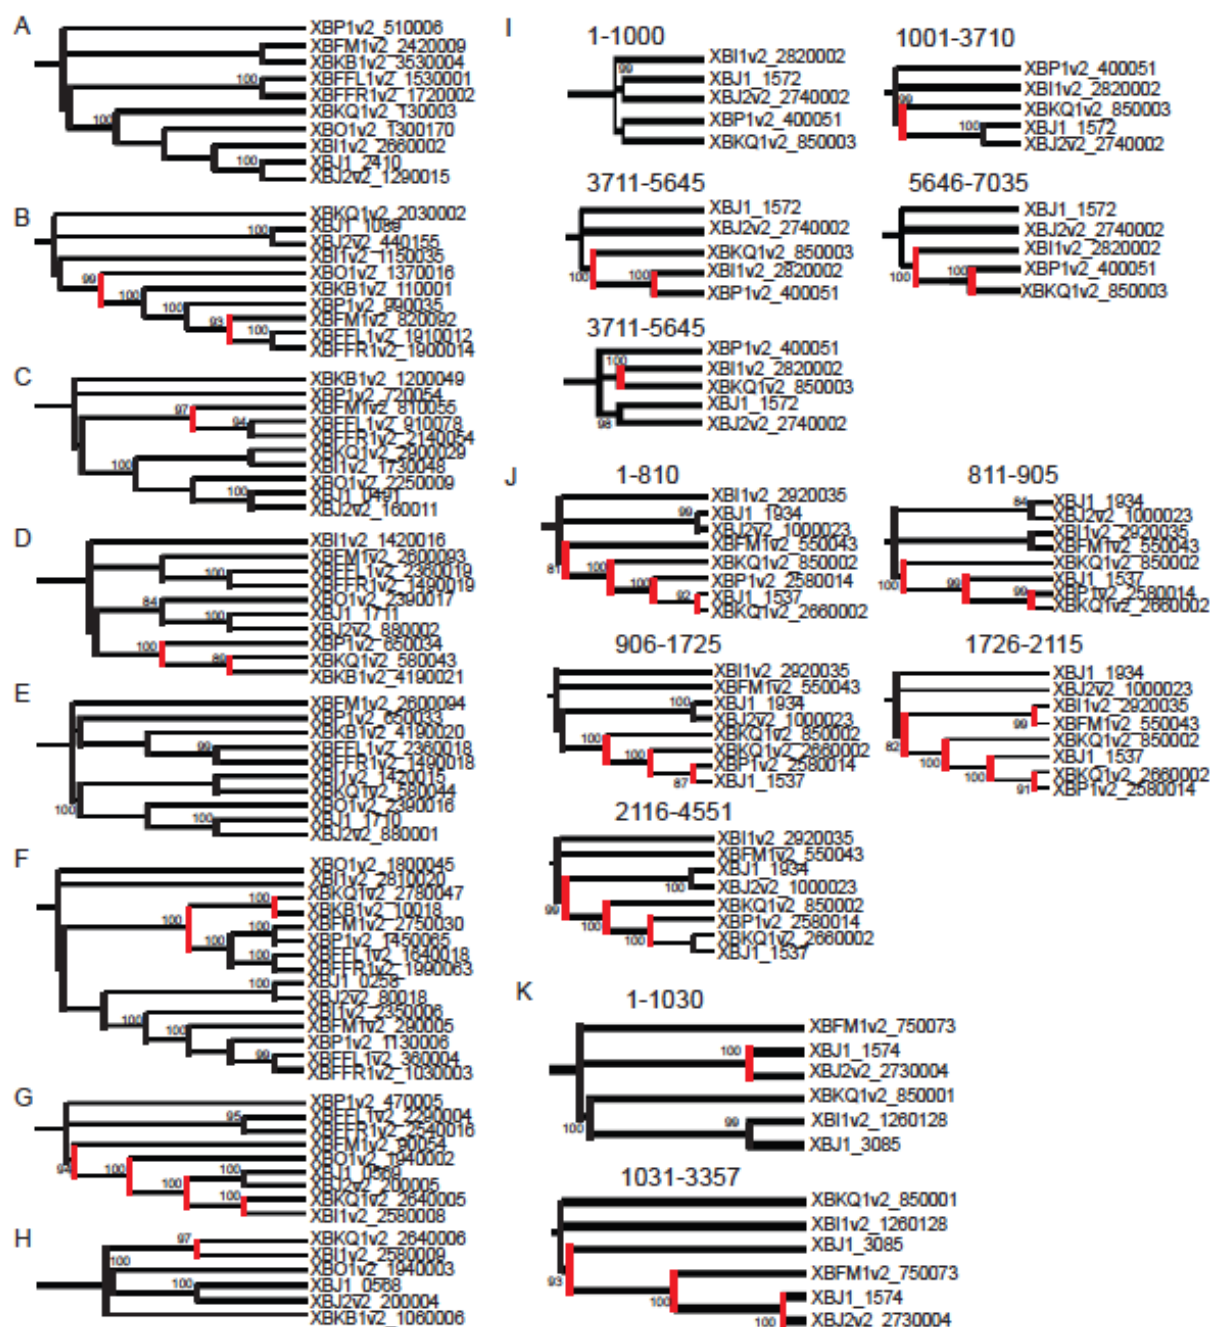 A
XBP1v2_510006
XBFM1v2_2420009
XBKB1v2_3530004
100
XBFFL1v2_1530001
XBFFR1v2_1720002
XBKQ1v2_130003
100
XBO1v2_1300170
XBI1v2_2660002
100
XBJ1_2410
XBJ2v2_1290015
B
XBKQ1v2_2030002
100
XBJ1_1089
XBJ2v2_440155
XBI1v2_1150035
99
XBO1v2_1370016
100
XBKB1v2_110001
100
XBP1v2_990035
93
XBFM1v2_820092
100
XBFFL1v2_1910012
XBFFR1v2_1900014
C
XBKB1v2_1200049
XBP1v2_720054
97
XBFM1v2_810055
94
XBFFL1v2_910078
XBFFR1v2_2140054
XBKQ1v2_2900029
100
XBI1v2_1730048
XBO1v2_2250009
100
XBJ1_0491
XBJ2v2_160011
D
XBI1v2_1420016
XBFM1v2_2600093
100
XBFFL1v2_2360019
XBFFR1v2_1490019
84
XBO1v2_2390017
100
XBJ1_1711
XBJ2v2_880002
100
XBP1v2_650034
86
XBKQ1v2_580043
XBKB1v2_4190021
E
XBFM1v2_2600094
XBP1v2_650033
XBKB1v2_4190020
99
XBFFL1v2_2360018
XBFFR1v2_1490018
XBI1v2_1420015
XBKQ1v2_580044
100
XBO1v2_2390016
XBJ1_1710
XBJ2v2_880001
F
XBO1v2_1800045
XBI1v2_2810020
100
XBKQ1v2_2780047
XBKB1v2_10018
100
XBFM1v2_2750030
100
XBP1v2_1450065
100
XBFFL1v2_1640018
100
XBFFR1v2_1990063
100
XBJ1_0258
XBJ2v2_80018
XBI1v2_2350006
100
XBFM1v2_290005
100
XBP1v2_1130006
99
XBFFL1v2_360004
XBFFR1v2_1030003
G
XBP1v2_470005
95
XBFFL1v2_2290004
XBFFR1v2_2540016
XBFM1v2_90054
94
XBO1v2_1940002
100
100
XBJ1_0569
XBJ2v2_200005
100
XBKQ1v2_2640005
100
XBI1v2_2580008
H
97
XBKQ1v2_2640006
XBI1v2_2580009
100
XBO1v2_1940003
100
XBJ1_0568
XBJ2v2_200004
XBKB1v2_1060006
I
1-1000
XBI1v2_2820002
99
XBJ1_1572
XBJ2v2_2740002
XBP1v2_400051
XBKQ1v2_850003
1001-3710
XBP1v2_400051
XBI1v2_2820002
99
XBKQ1v2_850003
100
XBJ1_1572
XBJ2v2_2740002
3711-5645
XBJ1_1572
XBJ2v2_2740002
XBKQ1v2_850003
100
100
XBI1v2_2820002
XBP1v2_400051
5646-7035
XBJ1_1572
XBJ2v2_2740002
XBI1v2_2820002
100
100
XBP1v2_400051
XBKQ1v2_850003
3711-5645
XBP1v2_400051
100
XBI1v2_2820002
XBKQ1v2_850003
XBJ1_1572
98
XBJ2v2_2740002
J
1-810
XBI1v2_2920035
99
XBJ1_1934
XBJ2v2_1000023
XBFM1v2_550043
81
100
XBKQ1v2_850002
100
XBP1v2_2580014
92
XBJ1_1537
XBKQ1v2_2660002
811-905
84
XBJ1_1934
XBJ2v2_1000023
XBI1v2_2920035
XBFM1v2_550043
100
XBKQ1v2_850002
99
XBJ1_1537
99
XBP1v2_2580014
XBKQ1v2_2660002
906-1725
XBI1v2_2920035
XBFM1v2_550043
100
XBJ1_1934
XBJ2v2_1000023
100
XBKQ1v2_850002
100
XBKQ1v2_2660002
XBP1v2_2580014
87
XBJ1_1537
1726-2115
XBJ1_1934
XBJ2v2_1000023
XBI1v2_2920035
99
XBFM1v2_550043
82
XBKQ1v2_850002
100
XBJ1_1537
100
XBKQ1v2_2660002
91
XBP1v2_2580014
2116-4551
XBI1v2_2920035
XBFM1v2_550043
XBJ1_1934
100
XBJ2v2_1000023
99
XBKQ1v2_850002
100
XBP1v2_2580014
100
XBKQ1v2_2660002
XBJ1_1537
K
1-1030
XBFM1v2_750073
100
XBJ1_1574
XBJ2v2_2730004
XBKQ1v2_850001
100
99
XBI1v2_1260128
XBJ1_3085
1031-3357
XBKQ1v2_850001
XBI1v2_1260128
XBJ1_3085
93
XBFM1v2_750073
100
XBJ1_1574
100
XBJ2v2_2730004